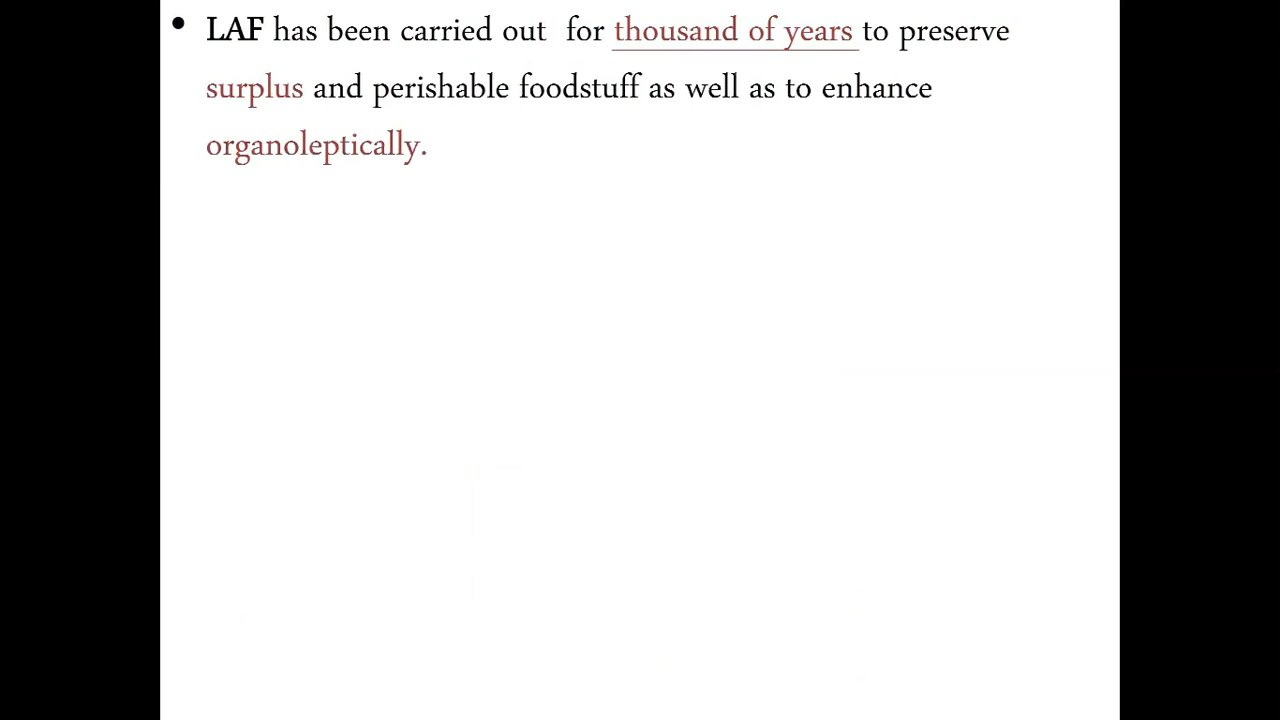 • LAF has been carried out  for thousand of years to preserve
surplus and perishable foodstuff as well as to enhance
organoleptically.